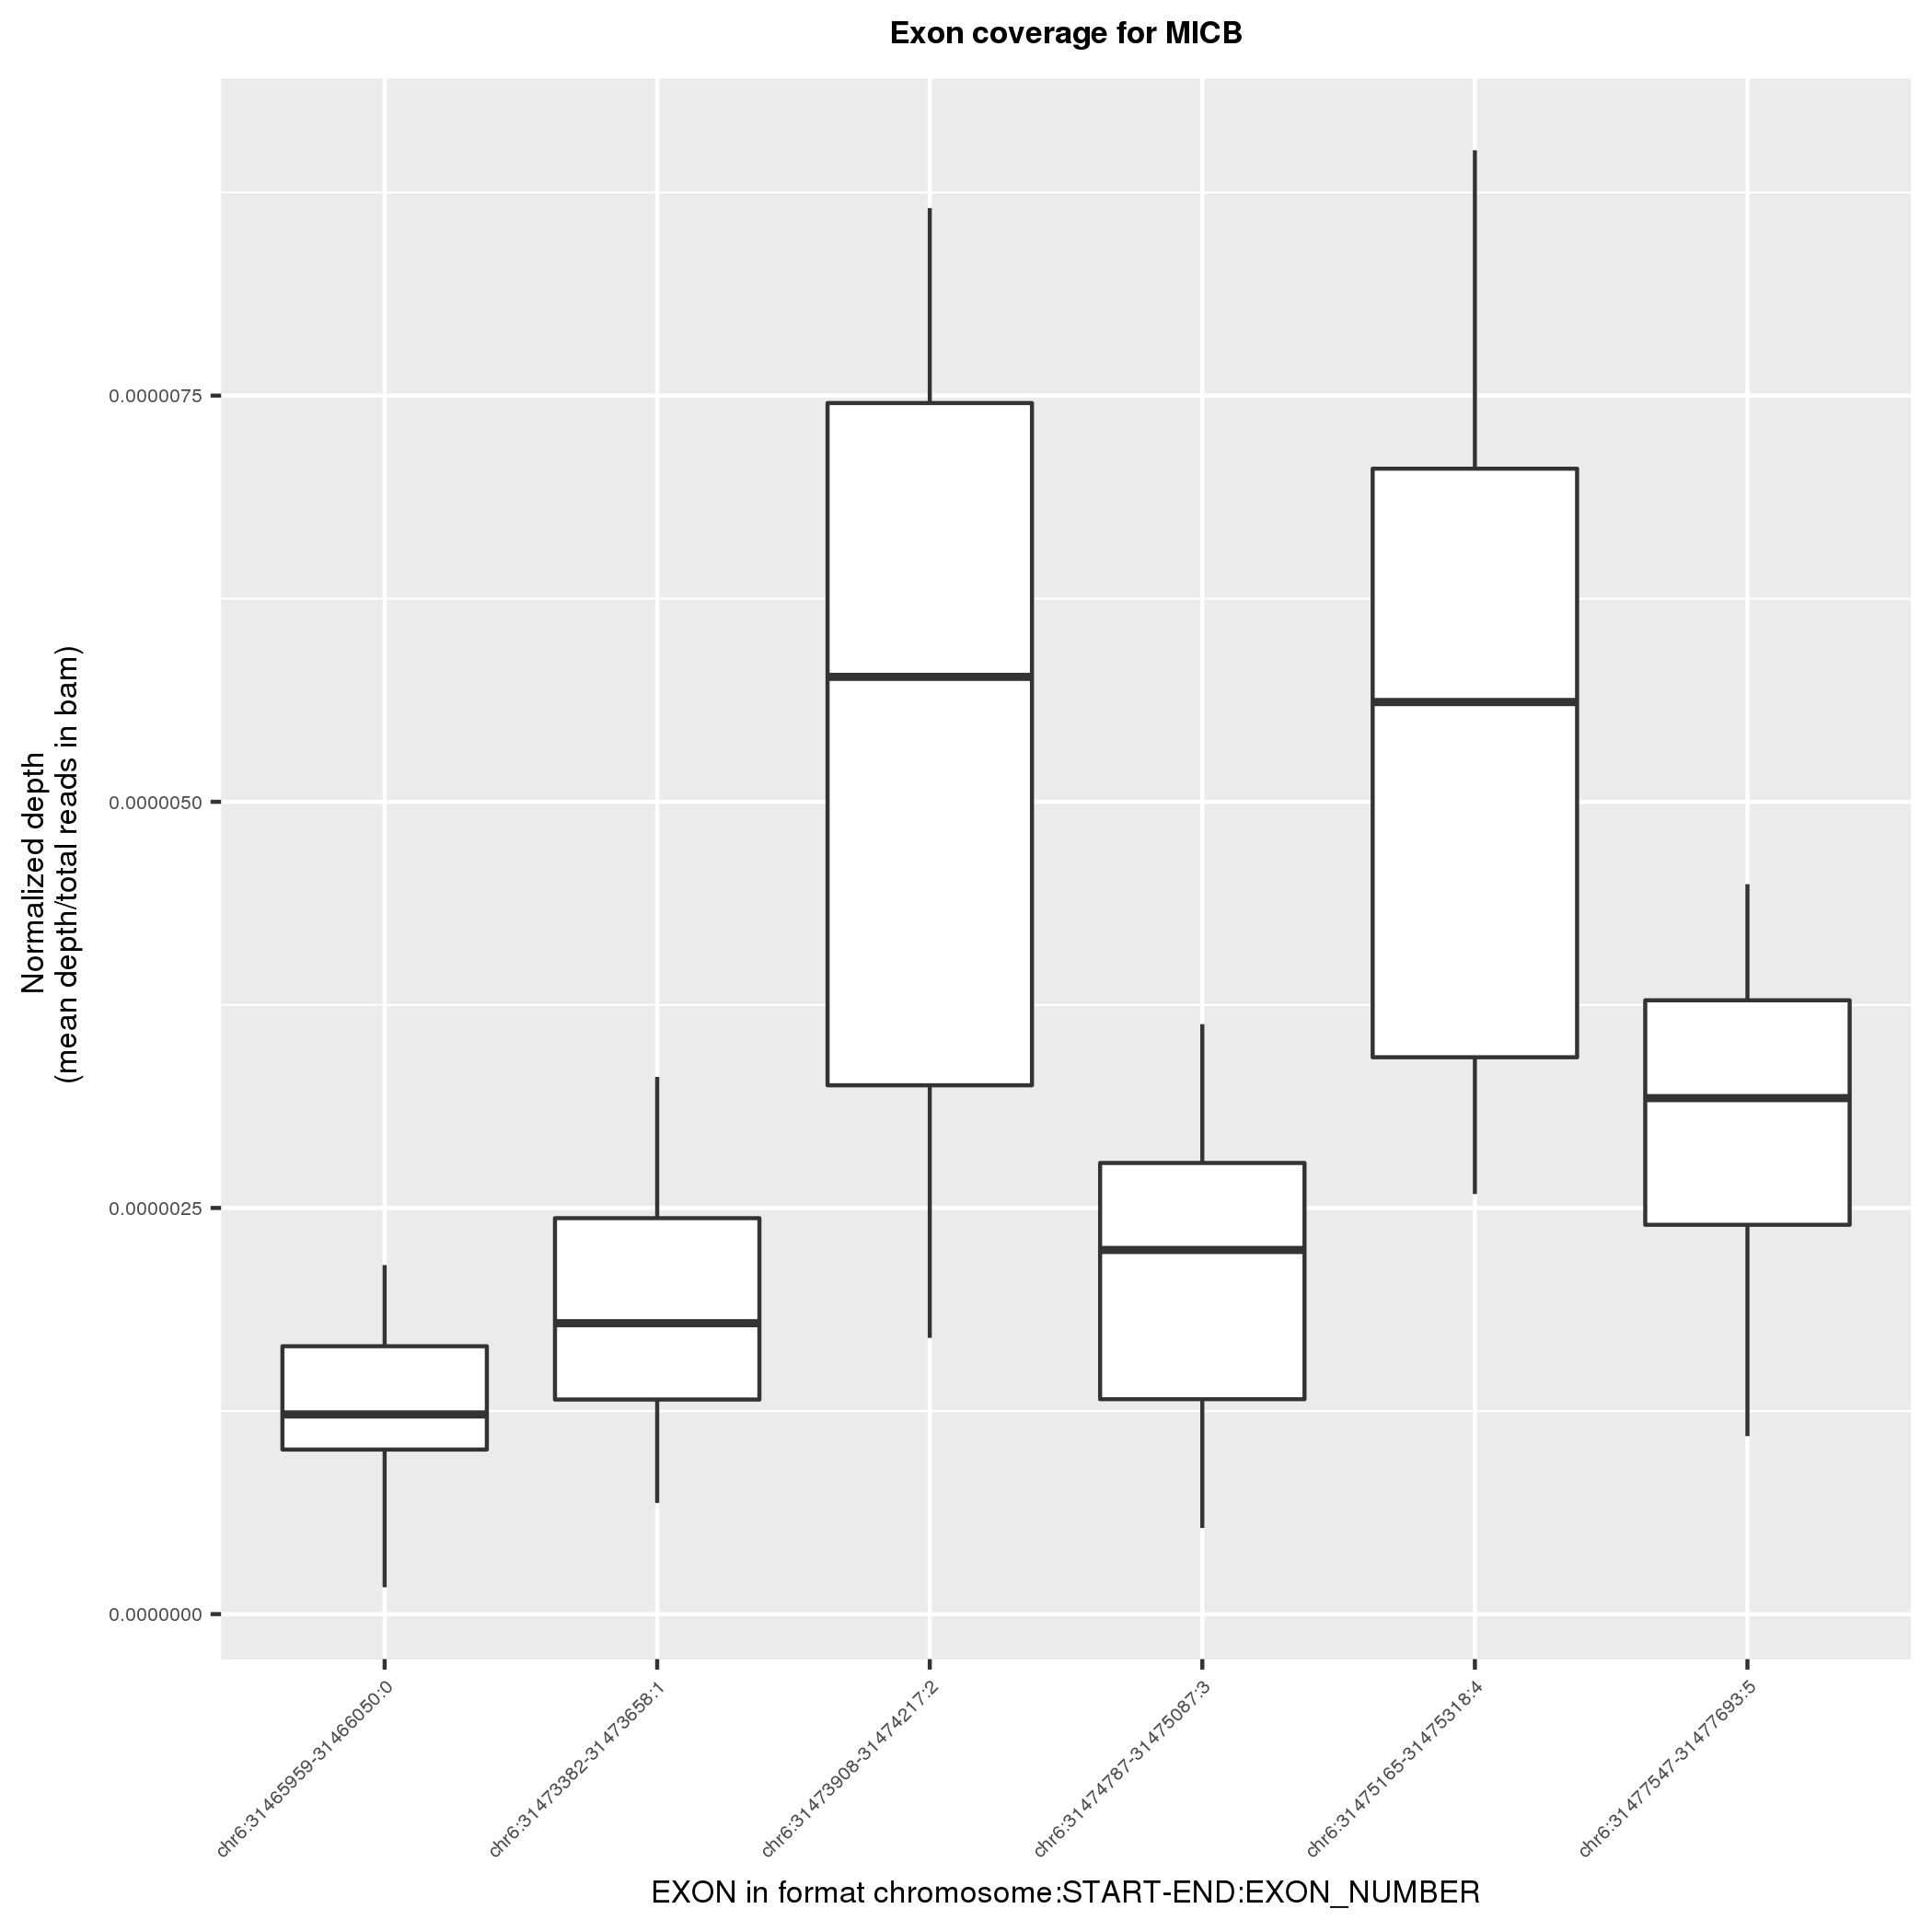 Exon coverage for MICB
Normalized depth
(mean depth/total reads in bam)
0.0000075
0.0000050
0.0000025
0.0000000
chr6:31465959-31466050:0
chr6:31473382-31473658:1
chr6:31473908-31474217:2
chr6:31474787-31475087:3
chr6:31475165-31475318:4
chr6:31477547-31477693:5
EXON in format chromosome:START-END:EXON_NUMBER